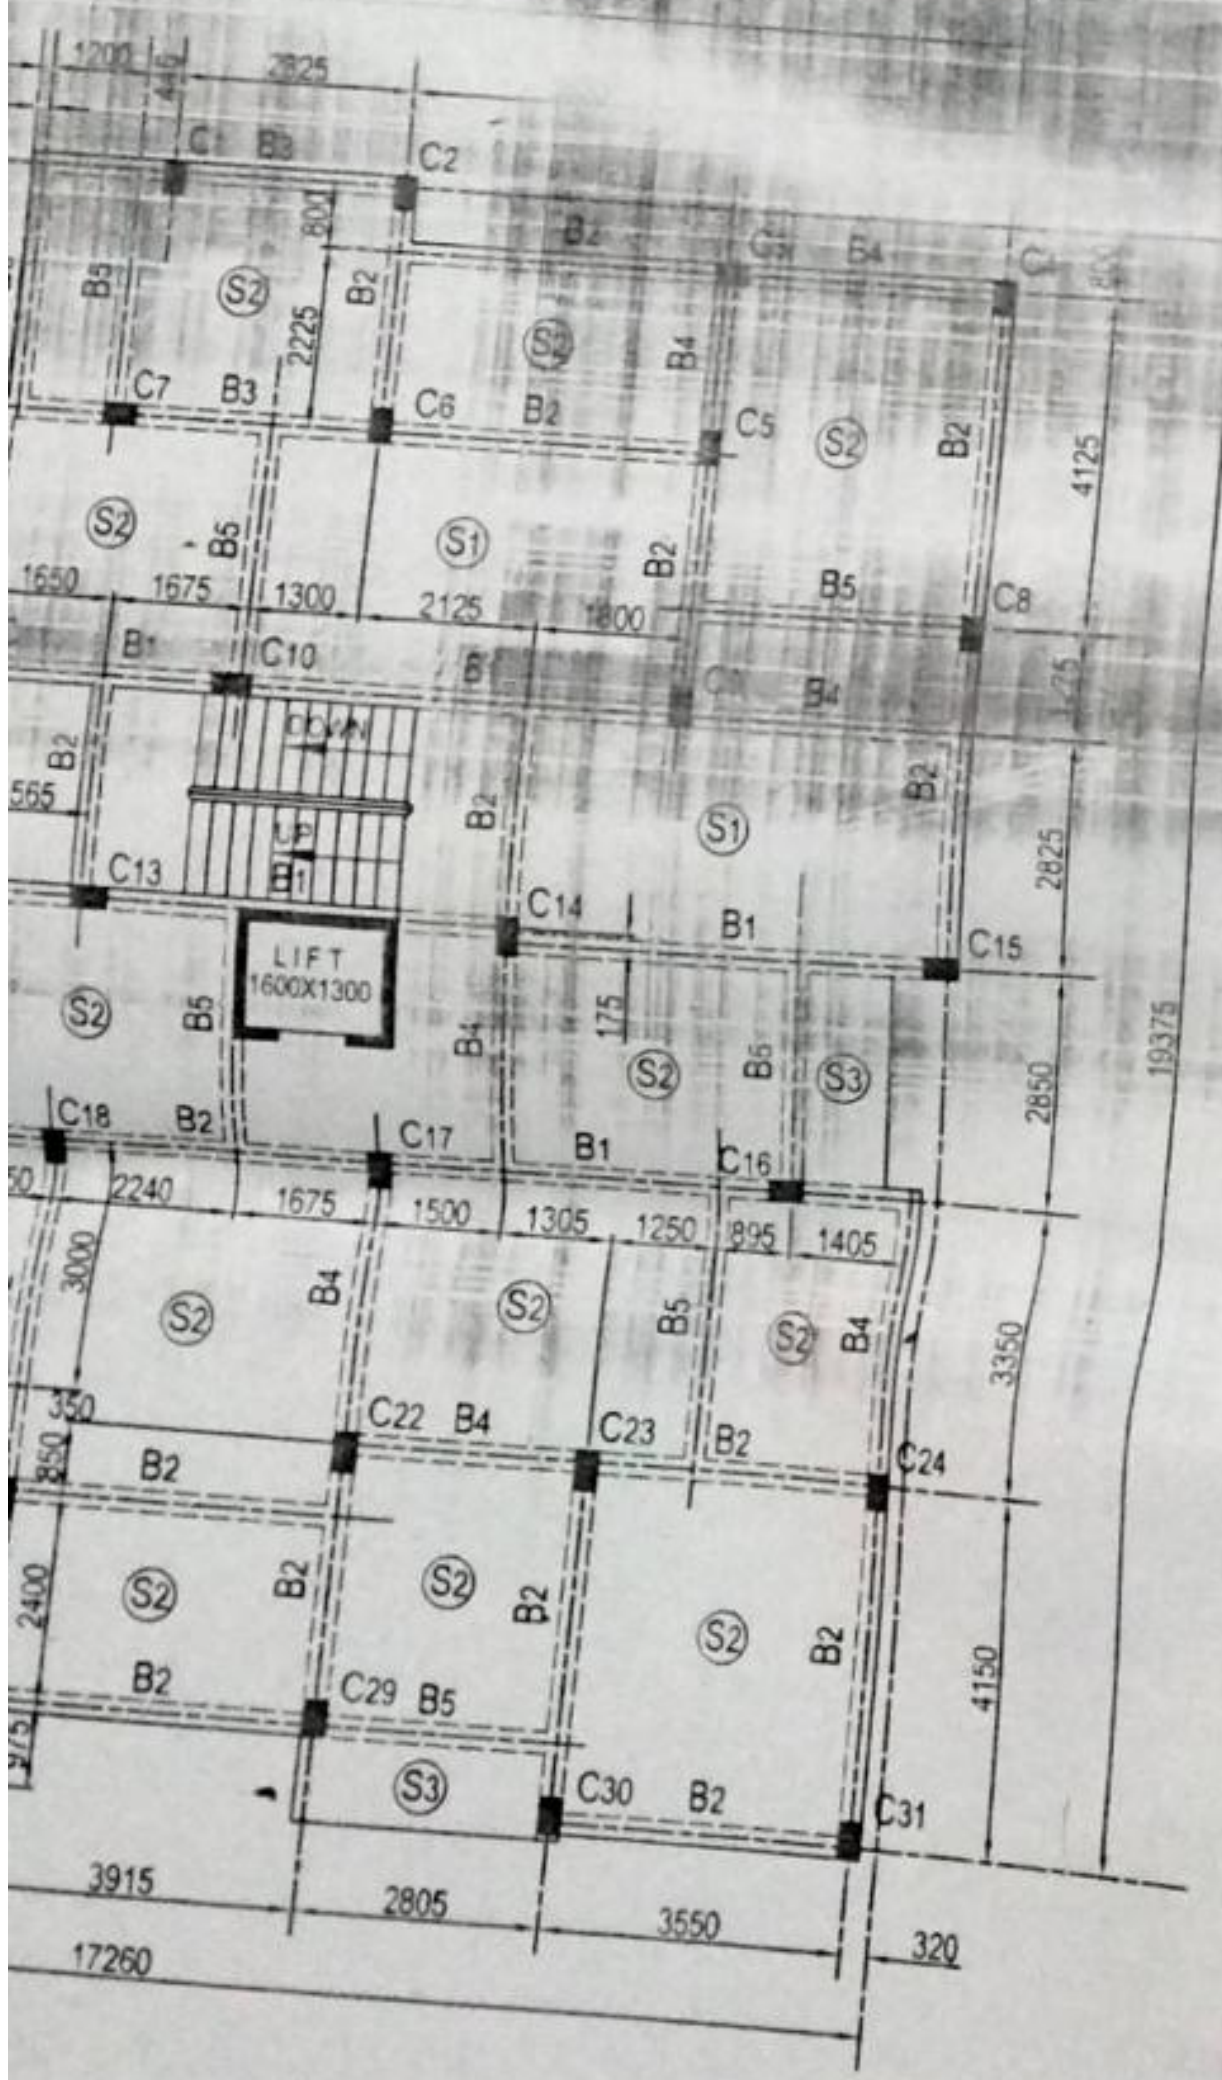 1200 2825
B3 C2
800
B2 B4
B5 S2 B2
2225 S2 B4
C7 B3 C6 B2 C5 S2 B2 4125
S2 B5 S1 B2
1650 1675 1300 2125 1800 B5 C8
B1 C10 B4
DOWN
B2 B2 S1 B2
565 UP 2825
C13 B1 C14 B1 C15
LIFT
1600X1300
S2 B5 B4 175 S2 S3 2850 19375
C18 B2 C17 B1 C16
2240 1675 1500 1305 1250 895 1405
3000 S2 B4 S2 B5 S2 B4 3350
350 C22 B4 C23 B2 C24
850 B2
2400 S2 B2 S2 B2 S2 B2 4150
B2 C29 B5
975 S3 C30 B2 C31
3915 2805 3550 320
17260